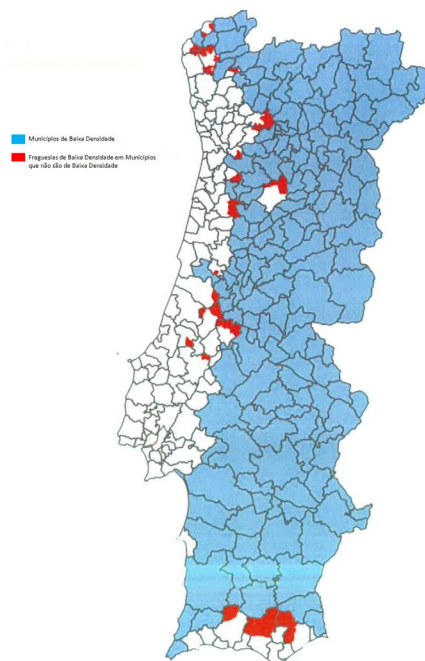 Municípios de Baixa Densidade
Freguesias de Baixa Densidade em Municípios
que não são de Baixa Densidade